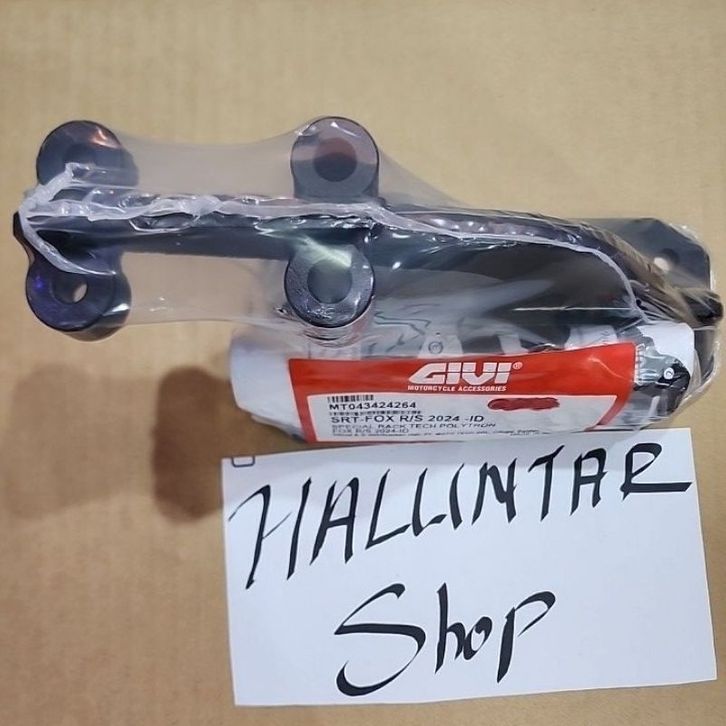 GIVI®
MOTORCYCLE ACCESSORIES
MT043424264
SRT-FOX R/S 2024 -ID
SPECIAL RACK TECH POLYTRON
FOX R/S 2024-ID
HALLINTAR
Shop